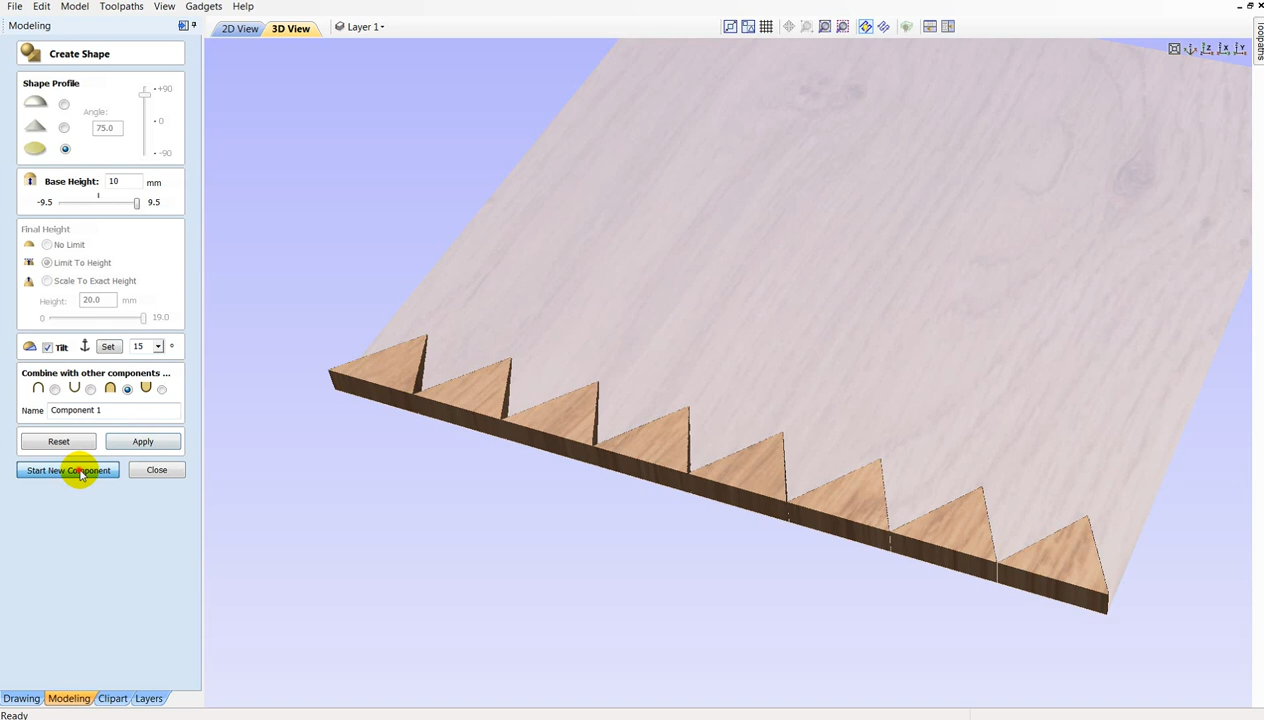 File Edit Model Toolpaths View Gadgets Help
Modeling
2D View 3D View Layer 1
Create Shape
Shape Profile
+90
Angle:
75.0
0
-90
Base Height: 10 mm
-9.5 9.5
Final Height
No Limit
Limit To Height
Scale To Exact Height
Height: 20.0 mm
0 19.0
Tilt Set 15 °
Combine with other components ...
Name Component 1
Reset Apply
Start New Component Close
Drawing Modeling Clipart Layers
Ready
Z X Y
Toolpaths